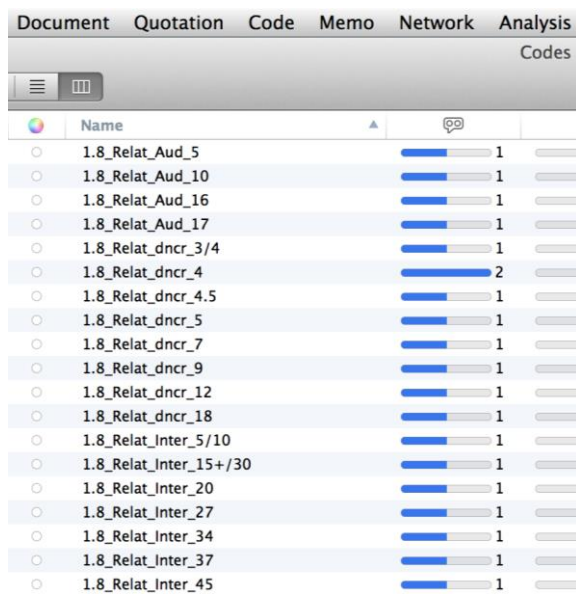 Document Quotation Code Memo Network Analysis
Codes
Name
1.8_Relat_Aud_5 1
1.8_Relat_Aud_10 1
1.8_Relat_Aud_16 1
1.8_Relat_Aud_17 1
1.8_Relat_dncr_3/4 1
1.8_Relat_dncr_4 2
1.8_Relat_dncr_4.5 1
1.8_Relat_dncr_5 1
1.8_Relat_dncr_7 1
1.8_Relat_dncr_9 1
1.8_Relat_dncr_12 1
1.8_Relat_dncr_18 1
1.8_Relat_Inter_5/10 1
1.8_Relat_Inter_15+/30 1
1.8_Relat_Inter_20 1
1.8_Relat_Inter_27 1
1.8_Relat_Inter_34 1
1.8_Relat_Inter_37 1
1.8_Relat_Inter_45 1